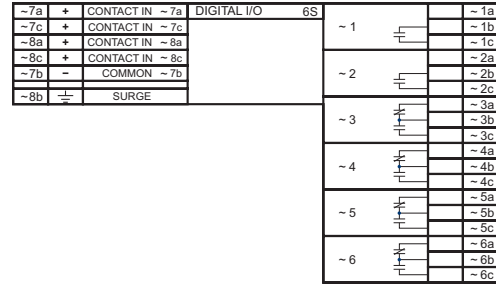 ~7a + CONTACT IN ~ 7a DIGITAL I/O 6S
~7c + CONTACT IN ~ 7c
~8a + CONTACT IN ~ 8a
~8c + CONTACT IN ~ 8c
~7b – COMMON ~ 7b
~8b SURGE
~ 1
~ 1a
~ 1b
~ 1c
~ 2
~ 2a
~ 2b
~ 2c
~ 3
~ 3a
~ 3b
~ 3c
~ 4
~ 4a
~ 4b
~ 4c
~ 5
~ 5a
~ 5b
~ 5c
~ 6
~ 6a
~ 6b
~ 6c